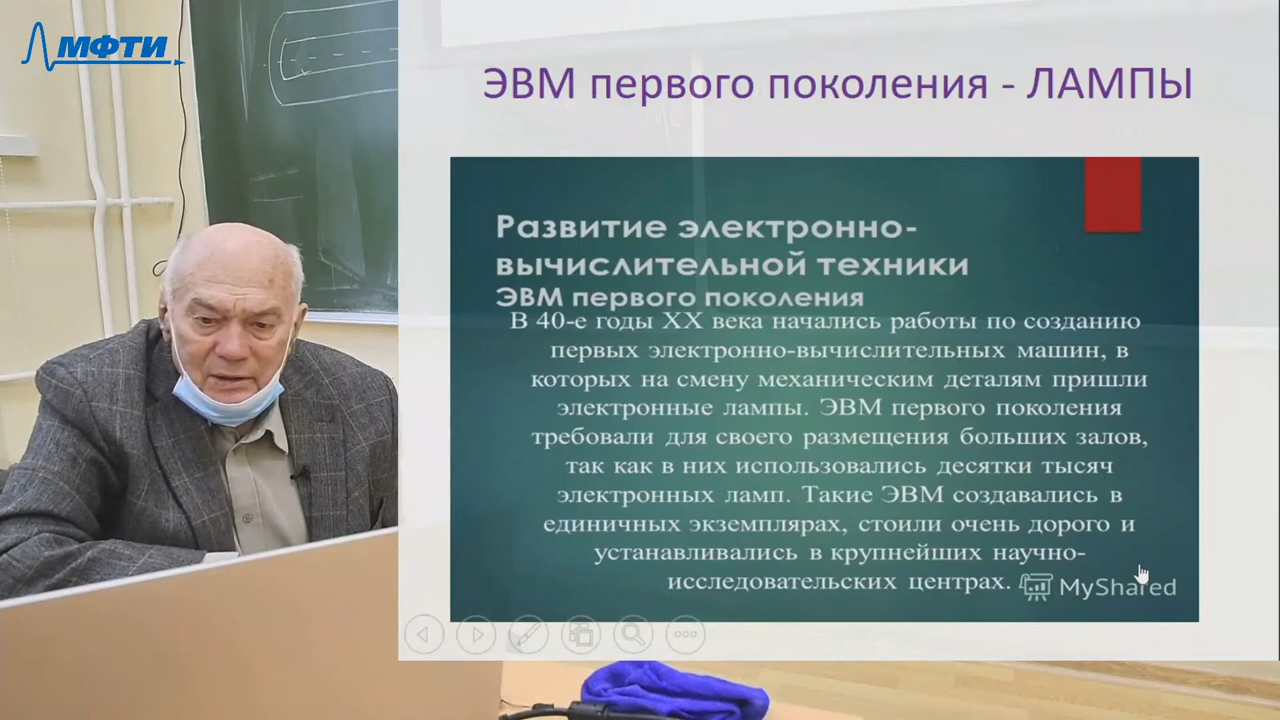 МФТИ
ЭВМ первого поколения - ЛАМПЫ
Развитие электронно-
вычислительной техники
ЭВМ первого поколения
В 40-е годы XX века начались работы по созданию
первых электронно-вычислительных машин, в
которых на смену механическим деталям пришли
электронные лампы. ЭВМ первого поколения
требовали для своего размещения больших залов,
так как в них использовались десятки тысяч
электронных ламп. Такие ЭВМ создавались в
единичных экземплярах, стоили очень дорого и
устанавливались в крупнейших научно-
исследовательских центрах.
MyShared